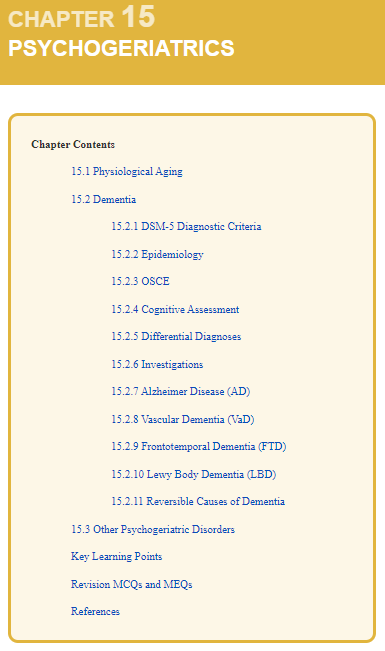 CHAPTER 15
PSYCHOGERIATRICS
Chapter Contents
15.1 Physiological Aging
15.2 Dementia
15.2.1 DSM-5 Diagnostic Criteria
15.2.2 Epidemiology
15.2.3 OSCE
15.2.4 Cognitive Assessment
15.2.5 Differential Diagnoses
15.2.6 Investigations
15.2.7 Alzheimer Disease (AD)
15.2.8 Vascular Dementia (VaD)
15.2.9 Frontotemporal Dementia (FTD)
15.2.10 Lewy Body Dementia (LBD)
15.2.11 Reversible Causes of Dementia
15.3 Other Psychogeriatric Disorders
Key Learning Points
Revision MCQs and MEQs
References